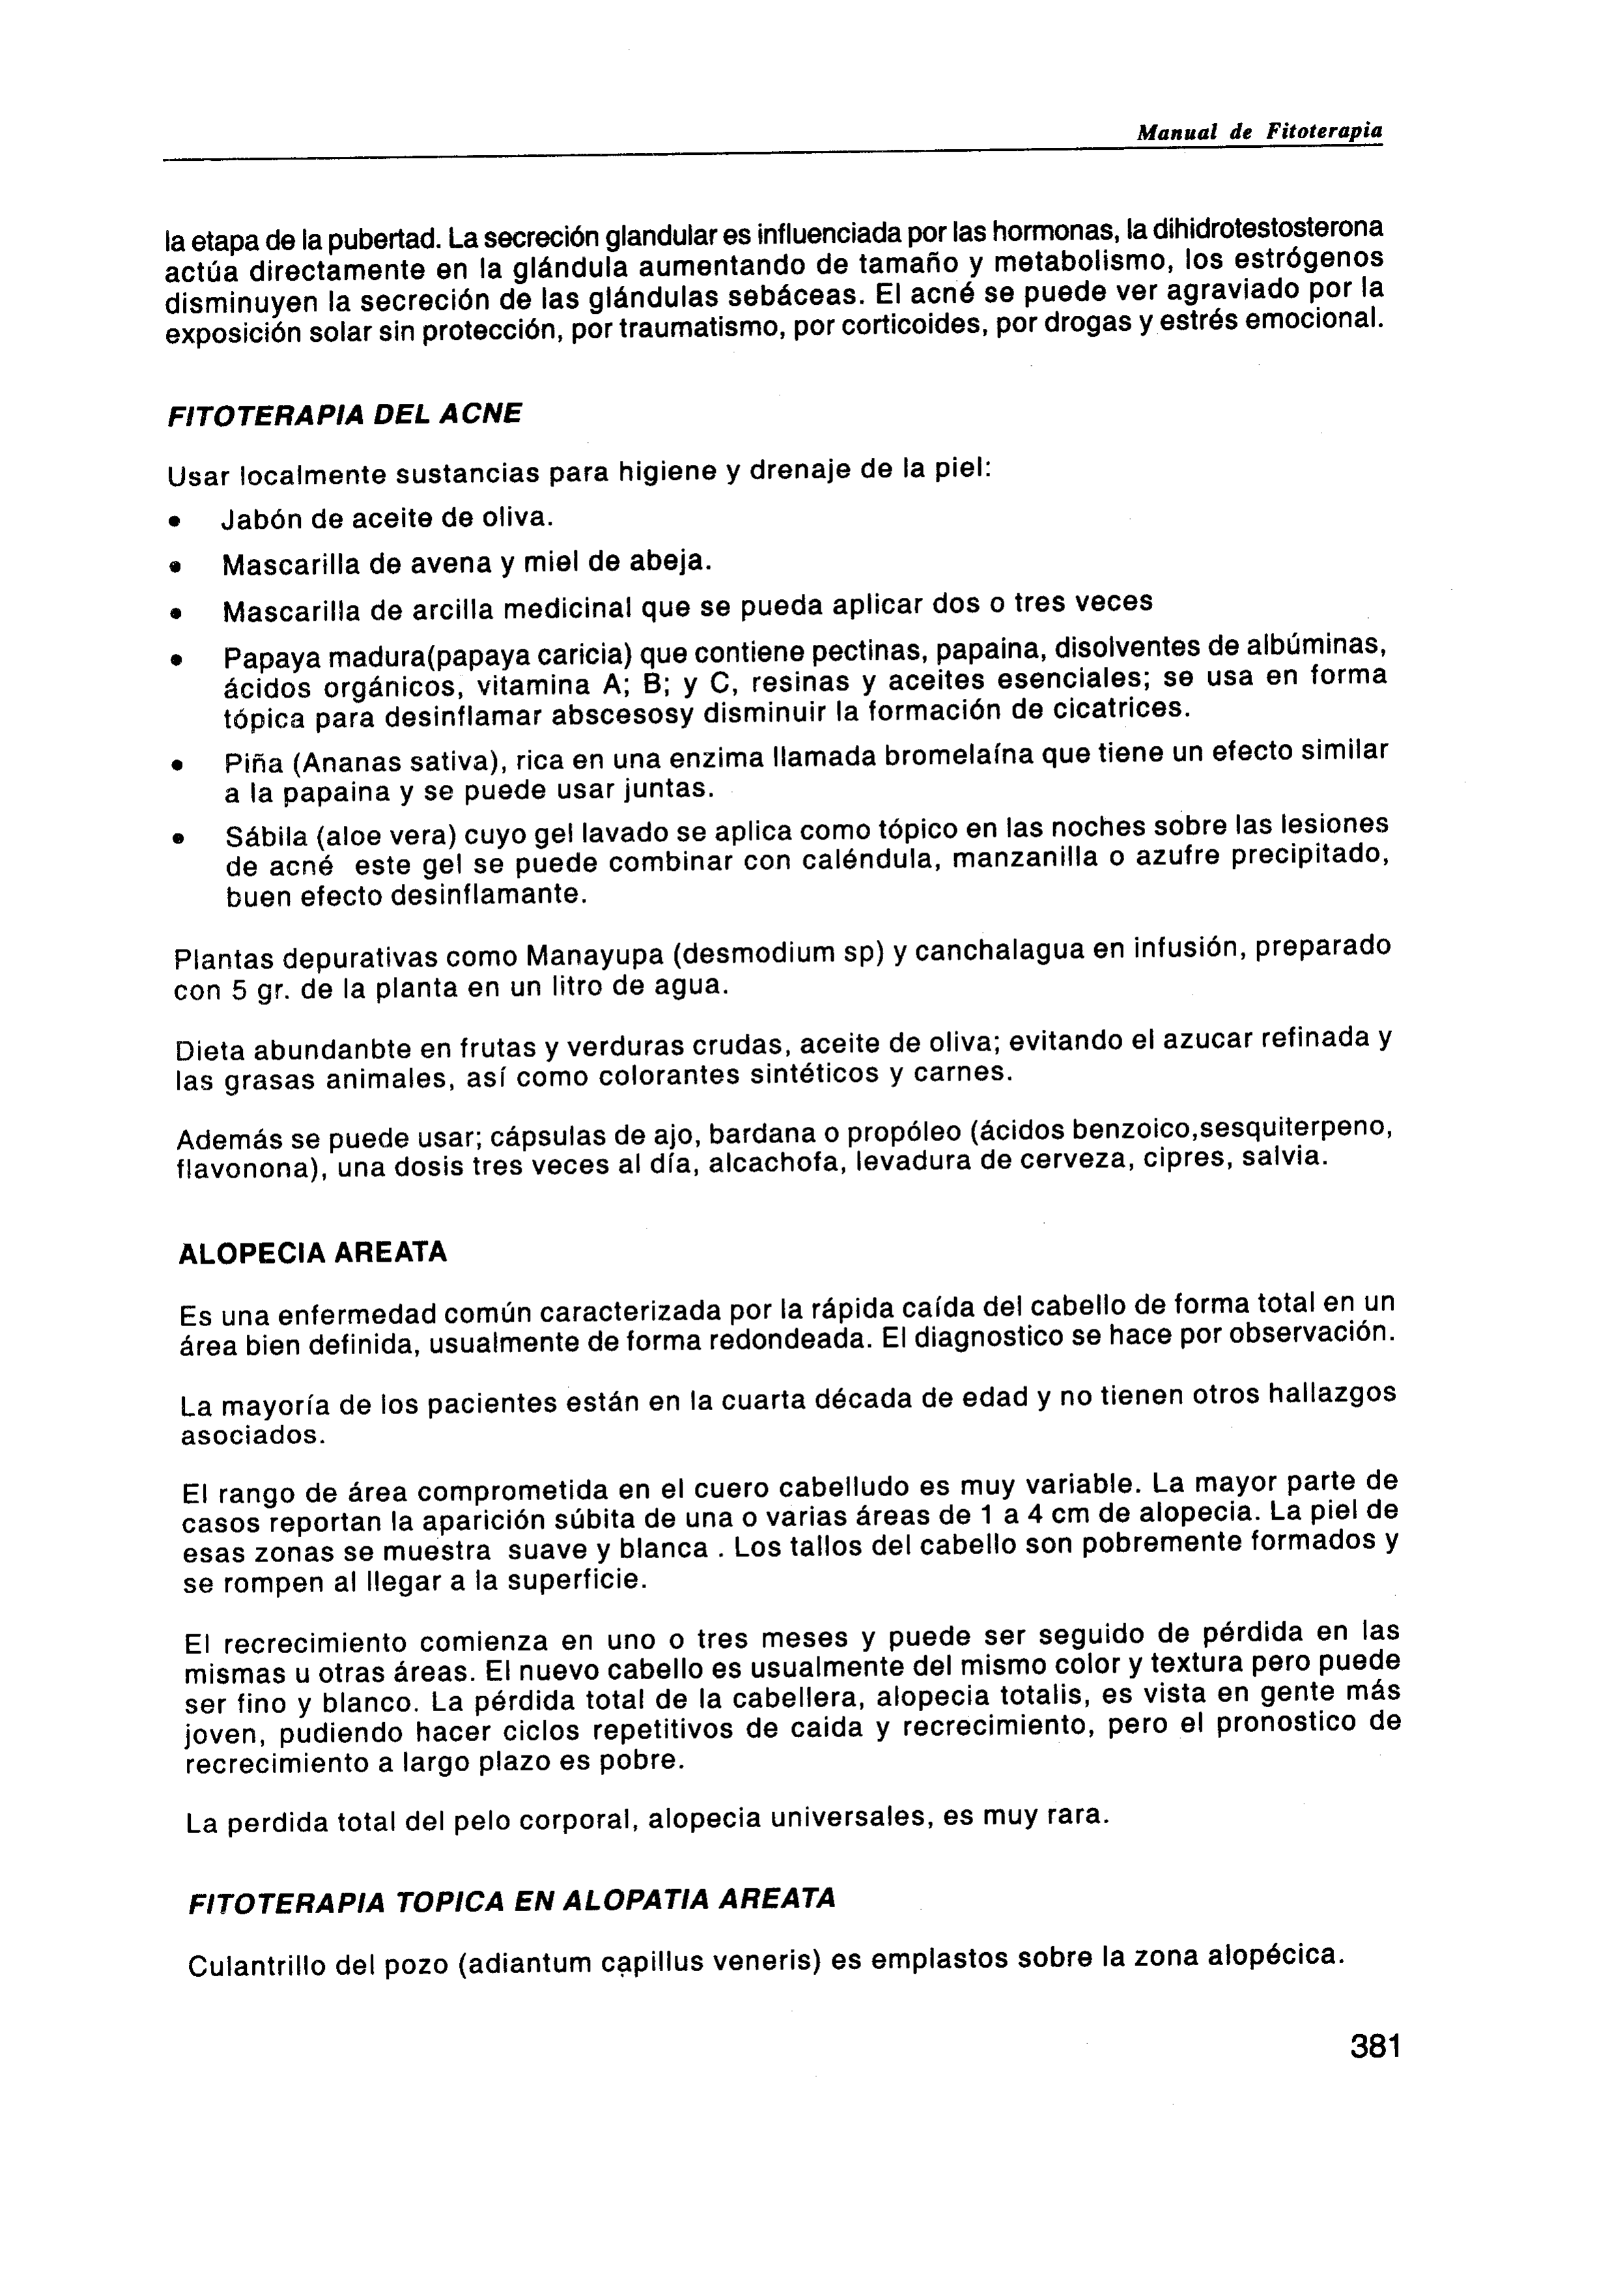 Manual de Fitoterapia
la etapa de la pubertad. La secreción glandular es influenciada por las hormonas, la dihidrotestosterona
actúa directamente en la glándula aumentando de tamaño y metabolismo, los estrógenos
disminuyen la secreción de las glándulas sebáceas. El acné se puede ver agraviado por la
exposición solar sin protección, por traumatismo, por corticoides, por drogas y estrés emocional.
FITOTERAPIA DEL ACNE
Usar localmente sustancias para higiene y drenaje de la piel:
• Jabón de aceite de oliva.
• Mascarilla de avena y miel de abeja.
• Mascarilla de arcilla medicinal que se pueda aplicar dos o tres veces
• Papaya madura(papaya caricia) que contiene pectinas, papaina, disolventes de albúminas,
ácidos orgánicos, vitamina A; B; y C, resinas y aceites esenciales; se usa en forma
tópica para desinflamar abscesosy disminuir la formación de cicatrices.
• Piña (Ananas sativa), rica en una enzima llamada bromelaína que tiene un efecto similar
a la papaina y se puede usar juntas.
• Sábila (aloe vera) cuyo gel lavado se aplica como tópico en las noches sobre las lesiones
de acné este gel se puede combinar con caléndula, manzanilla o azufre precipitado,
buen efecto desinflamante.
Plantas depurativas como Manayupa (desmodium sp) y canchalagua en infusión, preparado
con 5 gr. de la planta en un litro de agua.
Dieta abundanbte en frutas y verduras crudas, aceite de oliva; evitando el azucar refinada y
las grasas animales, así como colorantes sintéticos y carnes.
Además se puede usar; cápsulas de ajo, bardana o propóleo (ácidos benzoico,sesquiterpeno,
flavonona), una dosis tres veces al día, alcachofa, levadura de cerveza, cipres, salvia.
ALOPECIA AREATA
Es una enfermedad común caracterizada por la rápida caída del cabello de forma total en un
área bien definida, usualmente de forma redondeada. El diagnostico se hace por observación.
La mayoría de los pacientes están en la cuarta década de edad y no tienen otros hallazgos
asociados.
El rango de área comprometida en el cuero cabelludo es muy variable. La mayor parte de
casos reportan la aparición súbita de una o varias áreas de 1 a 4 cm de alopecia. La piel de
esas zonas se muestra suave y blanca . Los tallos del cabello son pobremente formados y
se rompen al llegar a la superficie.
El recrecimiento comienza en uno o tres meses y puede ser seguido de pérdida en las
mismas u otras áreas. El nuevo cabello es usualmente del mismo color y textura pero puede
ser fino y blanco. La pérdida total de la cabellera, alopecia totalis, es vista en gente más
joven, pudiendo hacer ciclos repetitivos de caida y recrecimiento, pero el pronostico de
recrecimiento a largo plazo es pobre.
La perdida total del pelo corporal, alopecia universales, es muy rara.
FITOTERAPIA TOPICA EN ALOPATIA AREATA
Culantrillo del pozo (adiantum capillus veneris) es emplastos sobre la zona alopécica.
381